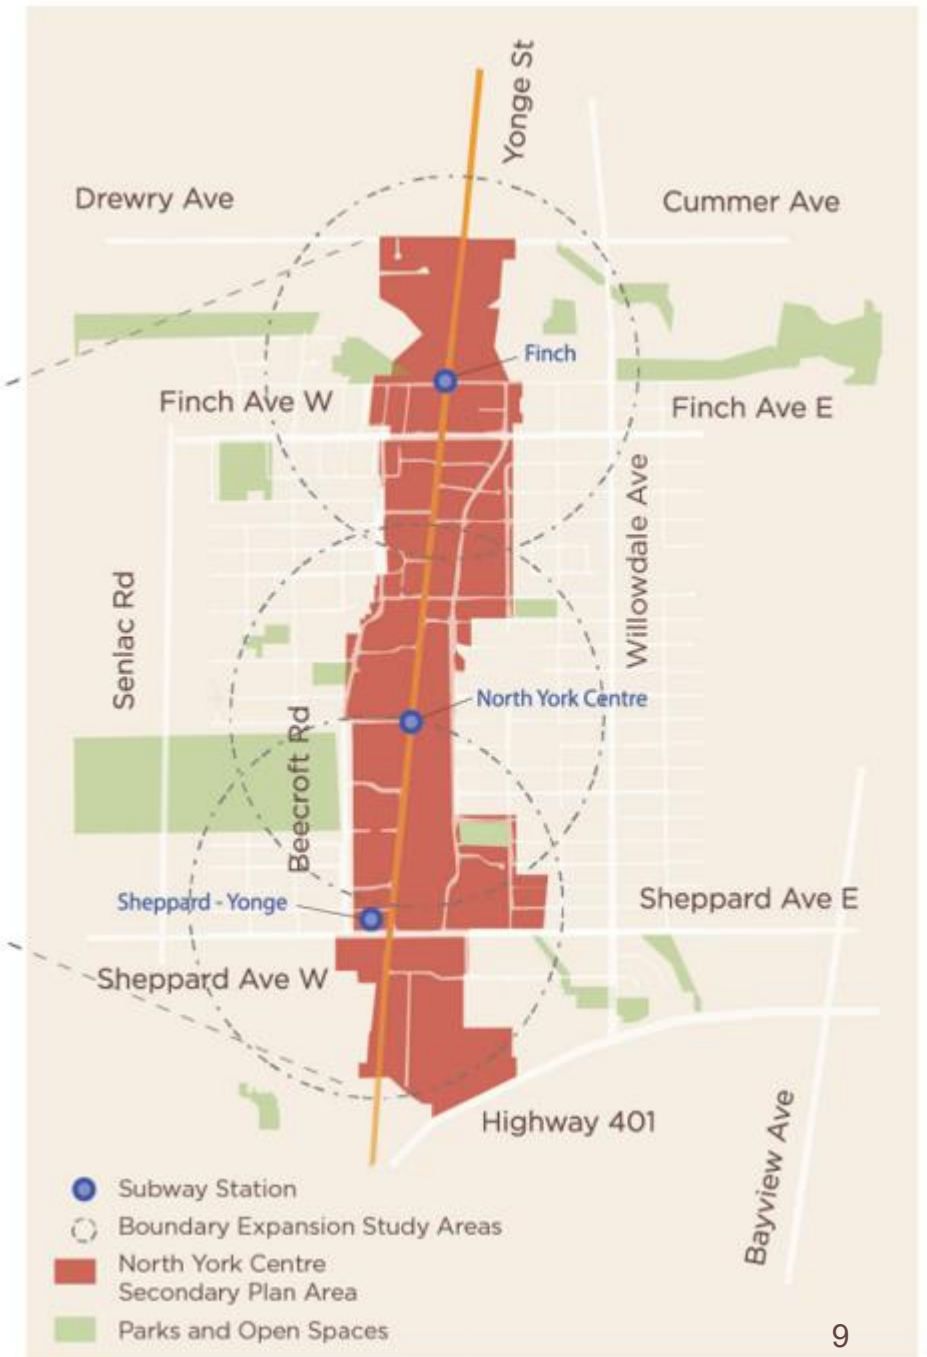 Yonge St
Drewry Ave
Cummer Ave
Finch
Finch Ave W
Finch Ave E
Willowdale Ave
Senlac Rd
North York Centre
Beecroft Rd
Sheppard - Yonge
Sheppard Ave E
Sheppard Ave W
Highway 401
Bayview Ave
Subway Station
Boundary Expansion Study Areas
North York Centre
Secondary Plan Area
Parks and Open Spaces
9